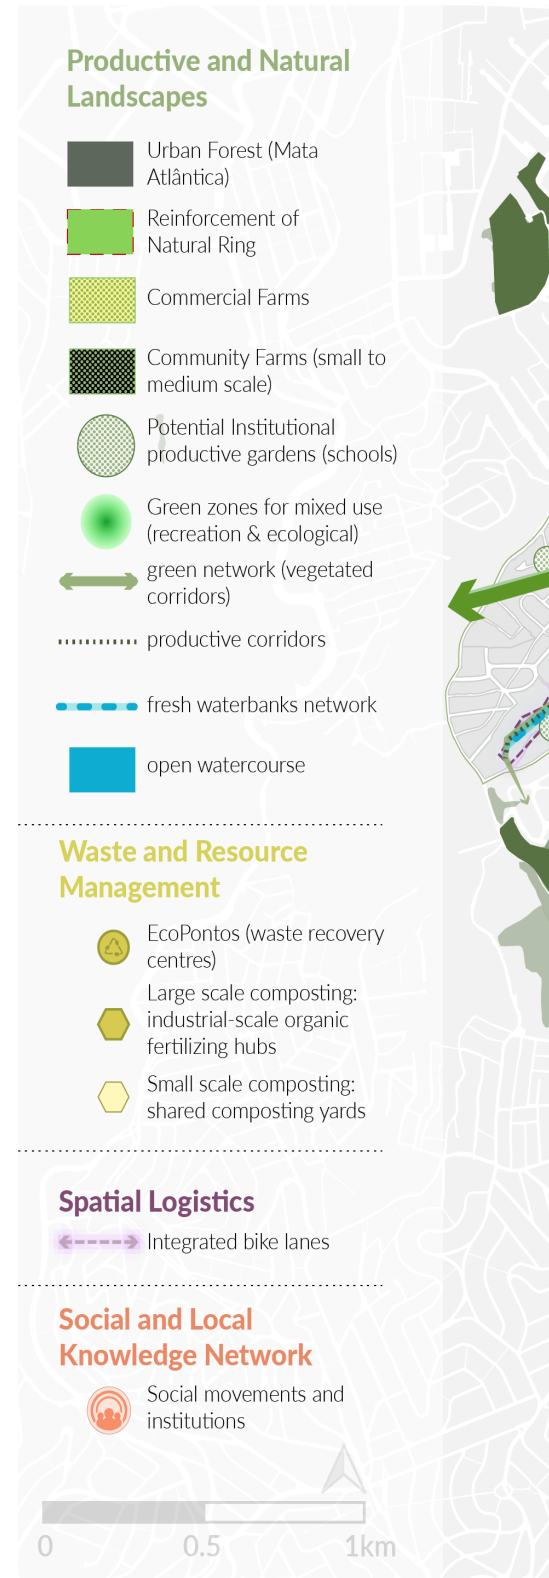 Productive and Natural
Landscapes
Urban Forest (Mata
Atlântica)
Reinforcement of
Natural Ring
Commercial Farms
Community Farms (small to
medium scale)
Potential Institutional
productive gardens (schools)
Green zones for mixed use
(recreation & ecological)
green network (vegetated
corridors)
productive corridors
fresh waterbanks network
open watercourse
Waste and Resource
Management
EcoPontos (waste recovery
centres)
Large scale composting:
industrial-scale organic
fertilizing hubs
Small scale composting:
shared composting yards
Spatial Logistics
Integrated bike lanes
Social and Local
Knowledge Network
Social movements and
institutions
0 0.5 1km